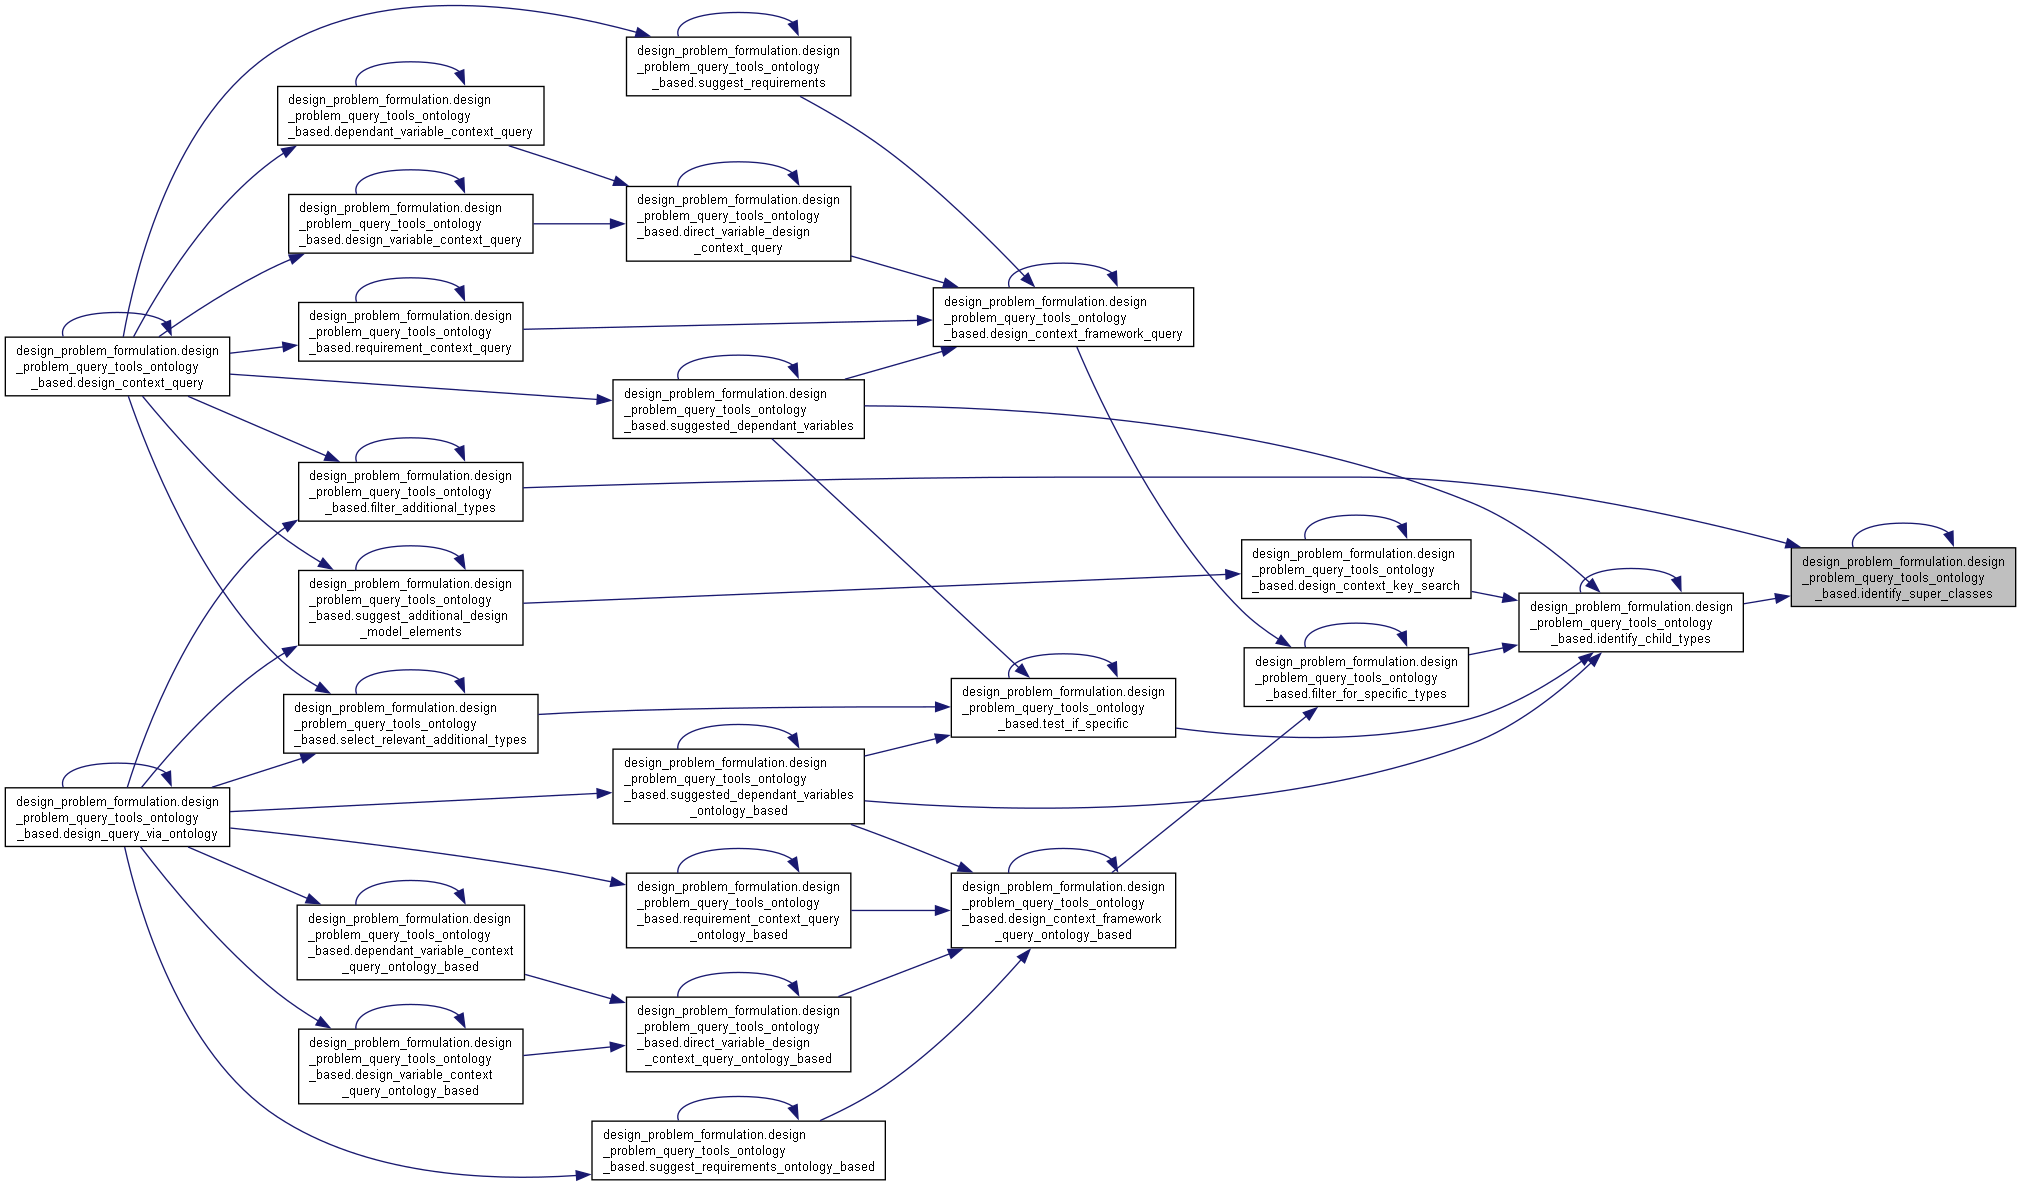 design_problem_formulation.design
_problem_query_tools_ontology
_based.suggest_requirements
design_problem_formulation.design
_problem_query_tools_ontology
_based.dependant_variable_context_query
design_problem_formulation.design
_problem_query_tools_ontology
_based.design_variable_context_query
design_problem_formulation.design
_problem_query_tools_ontology
_based.direct_variable_design
_context_query
design_problem_formulation.design
_problem_query_tools_ontology
_based.requirement_context_query
design_problem_formulation.design
_problem_query_tools_ontology
_based.design_context_framework_query
design_problem_formulation.design
_problem_query_tools_ontology
_based.design_context_query
design_problem_formulation.design
_problem_query_tools_ontology
_based.suggested_dependant_variables
design_problem_formulation.design
_problem_query_tools_ontology
_based.filter_additional_types
design_problem_formulation.design
_problem_query_tools_ontology
_based.suggest_additional_design
_model_elements
design_problem_formulation.design
_problem_query_tools_ontology
_based.design_context_key_search
design_problem_formulation.design
_problem_query_tools_ontology
_based.identify_super_classes
design_problem_formulation.design
_problem_query_tools_ontology
_based.identify_child_types
design_problem_formulation.design
_problem_query_tools_ontology
_based.filter_for_specific_types
design_problem_formulation.design
_problem_query_tools_ontology
_based.test_if_specific
design_problem_formulation.design
_problem_query_tools_ontology
_based.select_relevant_additional_types
design_problem_formulation.design
_problem_query_tools_ontology
_based.suggested_dependant_variables
_ontology_based
design_problem_formulation.design
_problem_query_tools_ontology
_based.design_query_via_ontology
design_problem_formulation.design
_problem_query_tools_ontology
_based.requirement_context_query
_ontology_based
design_problem_formulation.design
_problem_query_tools_ontology
_based.design_context_framework
_query_ontology_based
design_problem_formulation.design
_problem_query_tools_ontology
_based.dependant_variable_context
_query_ontology_based
design_problem_formulation.design
_problem_query_tools_ontology
_based.direct_variable_design
_context_query_ontology_based
design_problem_formulation.design
_problem_query_tools_ontology
_based.design_variable_context
_query_ontology_based
design_problem_formulation.design
_problem_query_tools_ontology
_based.suggest_requirements_ontology_based